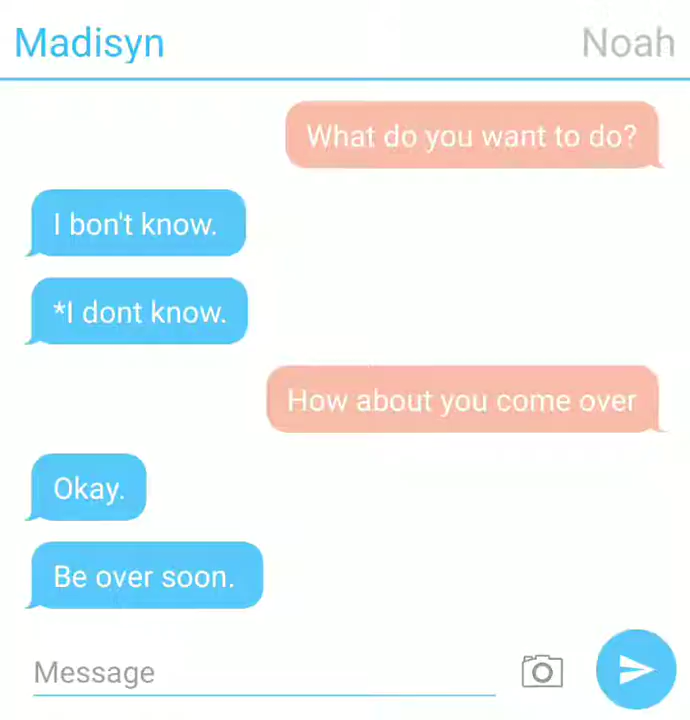 Madisyn Noah
What do you want to do?
I bon't know.
*I dont know.
How about you come over
Okay.
Be over soon.
Message